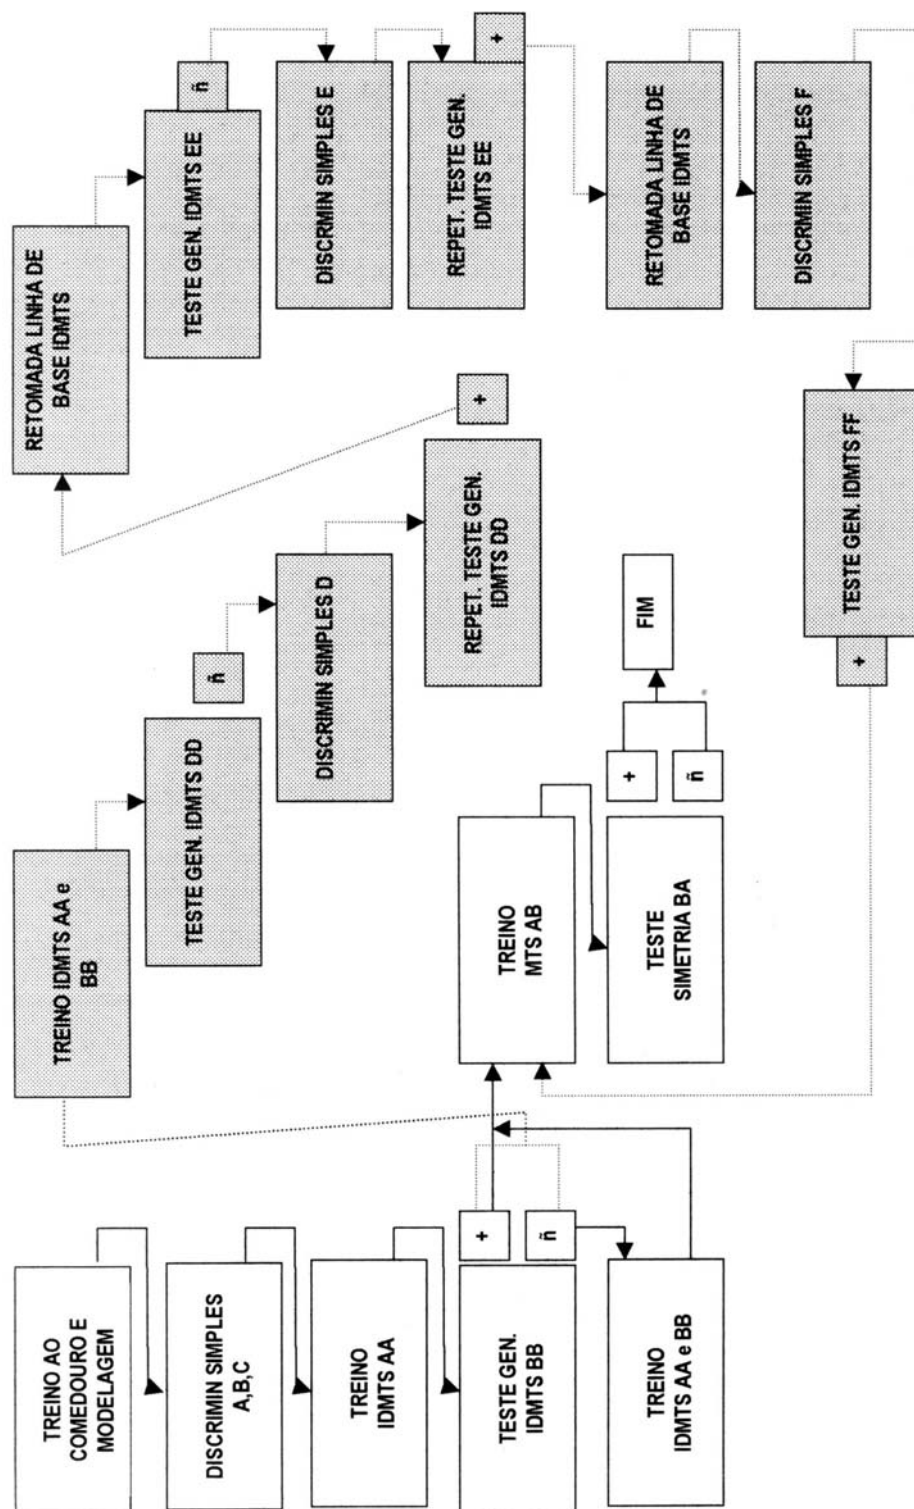 TREINO AO
COMEDOURO E
MODELAGEM
DISCRIMIN SIMPLES
A,B,C
TREINO
IDMTS AA
TESTE GEN.
IDMTS BB
+
ñ
TREINO
IDMTS AA e BB
TREINO IDMTS AA e
BB
TESTE GEN. IDMTS DD
ñ
DISCRIMIN SIMPLES D
REPET. TESTE GEN.
IDMTS DD
+
RETOMADA LINHA DE
BASE IDMTS
TESTE GEN. IDMTS EE
ñ
DISCRMIN SIMPLES E
REPET. TESTE GEN.
IDMTS EE
+
RETOMADA LINHA DE
BASE IDMTS
DISCRMIN SIMPLES F
TESTE GEN. IDMTS FF
+
TREINO
MTS AB
TESTE
SIMETRIA BA
+
ñ
FIM